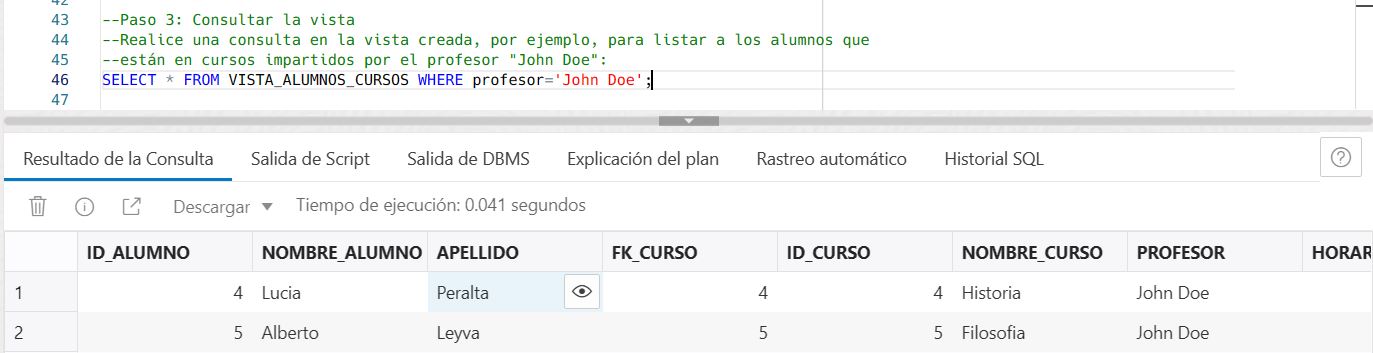 42
43 --Paso 3: Consultar la vista
44 --Realice una consulta en la vista creada, por ejemplo, para listar a los alumnos que
45 --están en cursos impartidos por el profesor "John Doe":
46 SELECT * FROM VISTA_ALUMNOS_CURSOS WHERE profesor='John Doe';
47
Resultado de la Consulta Salida de Script Salida de DBMS Explicación del plan Rastreo automático Historial SQL
Descargar Tiempo de ejecución: 0.041 segundos
ID_ALUMNO NOMBRE_ALUMNO APELLIDO FK_CURSO ID_CURSO NOMBRE_CURSO PROFESOR HORAR
1 4 Lucia Peralta 4 4 Historia John Doe
2 5 Alberto Leyva 5 5 Filosofia John Doe